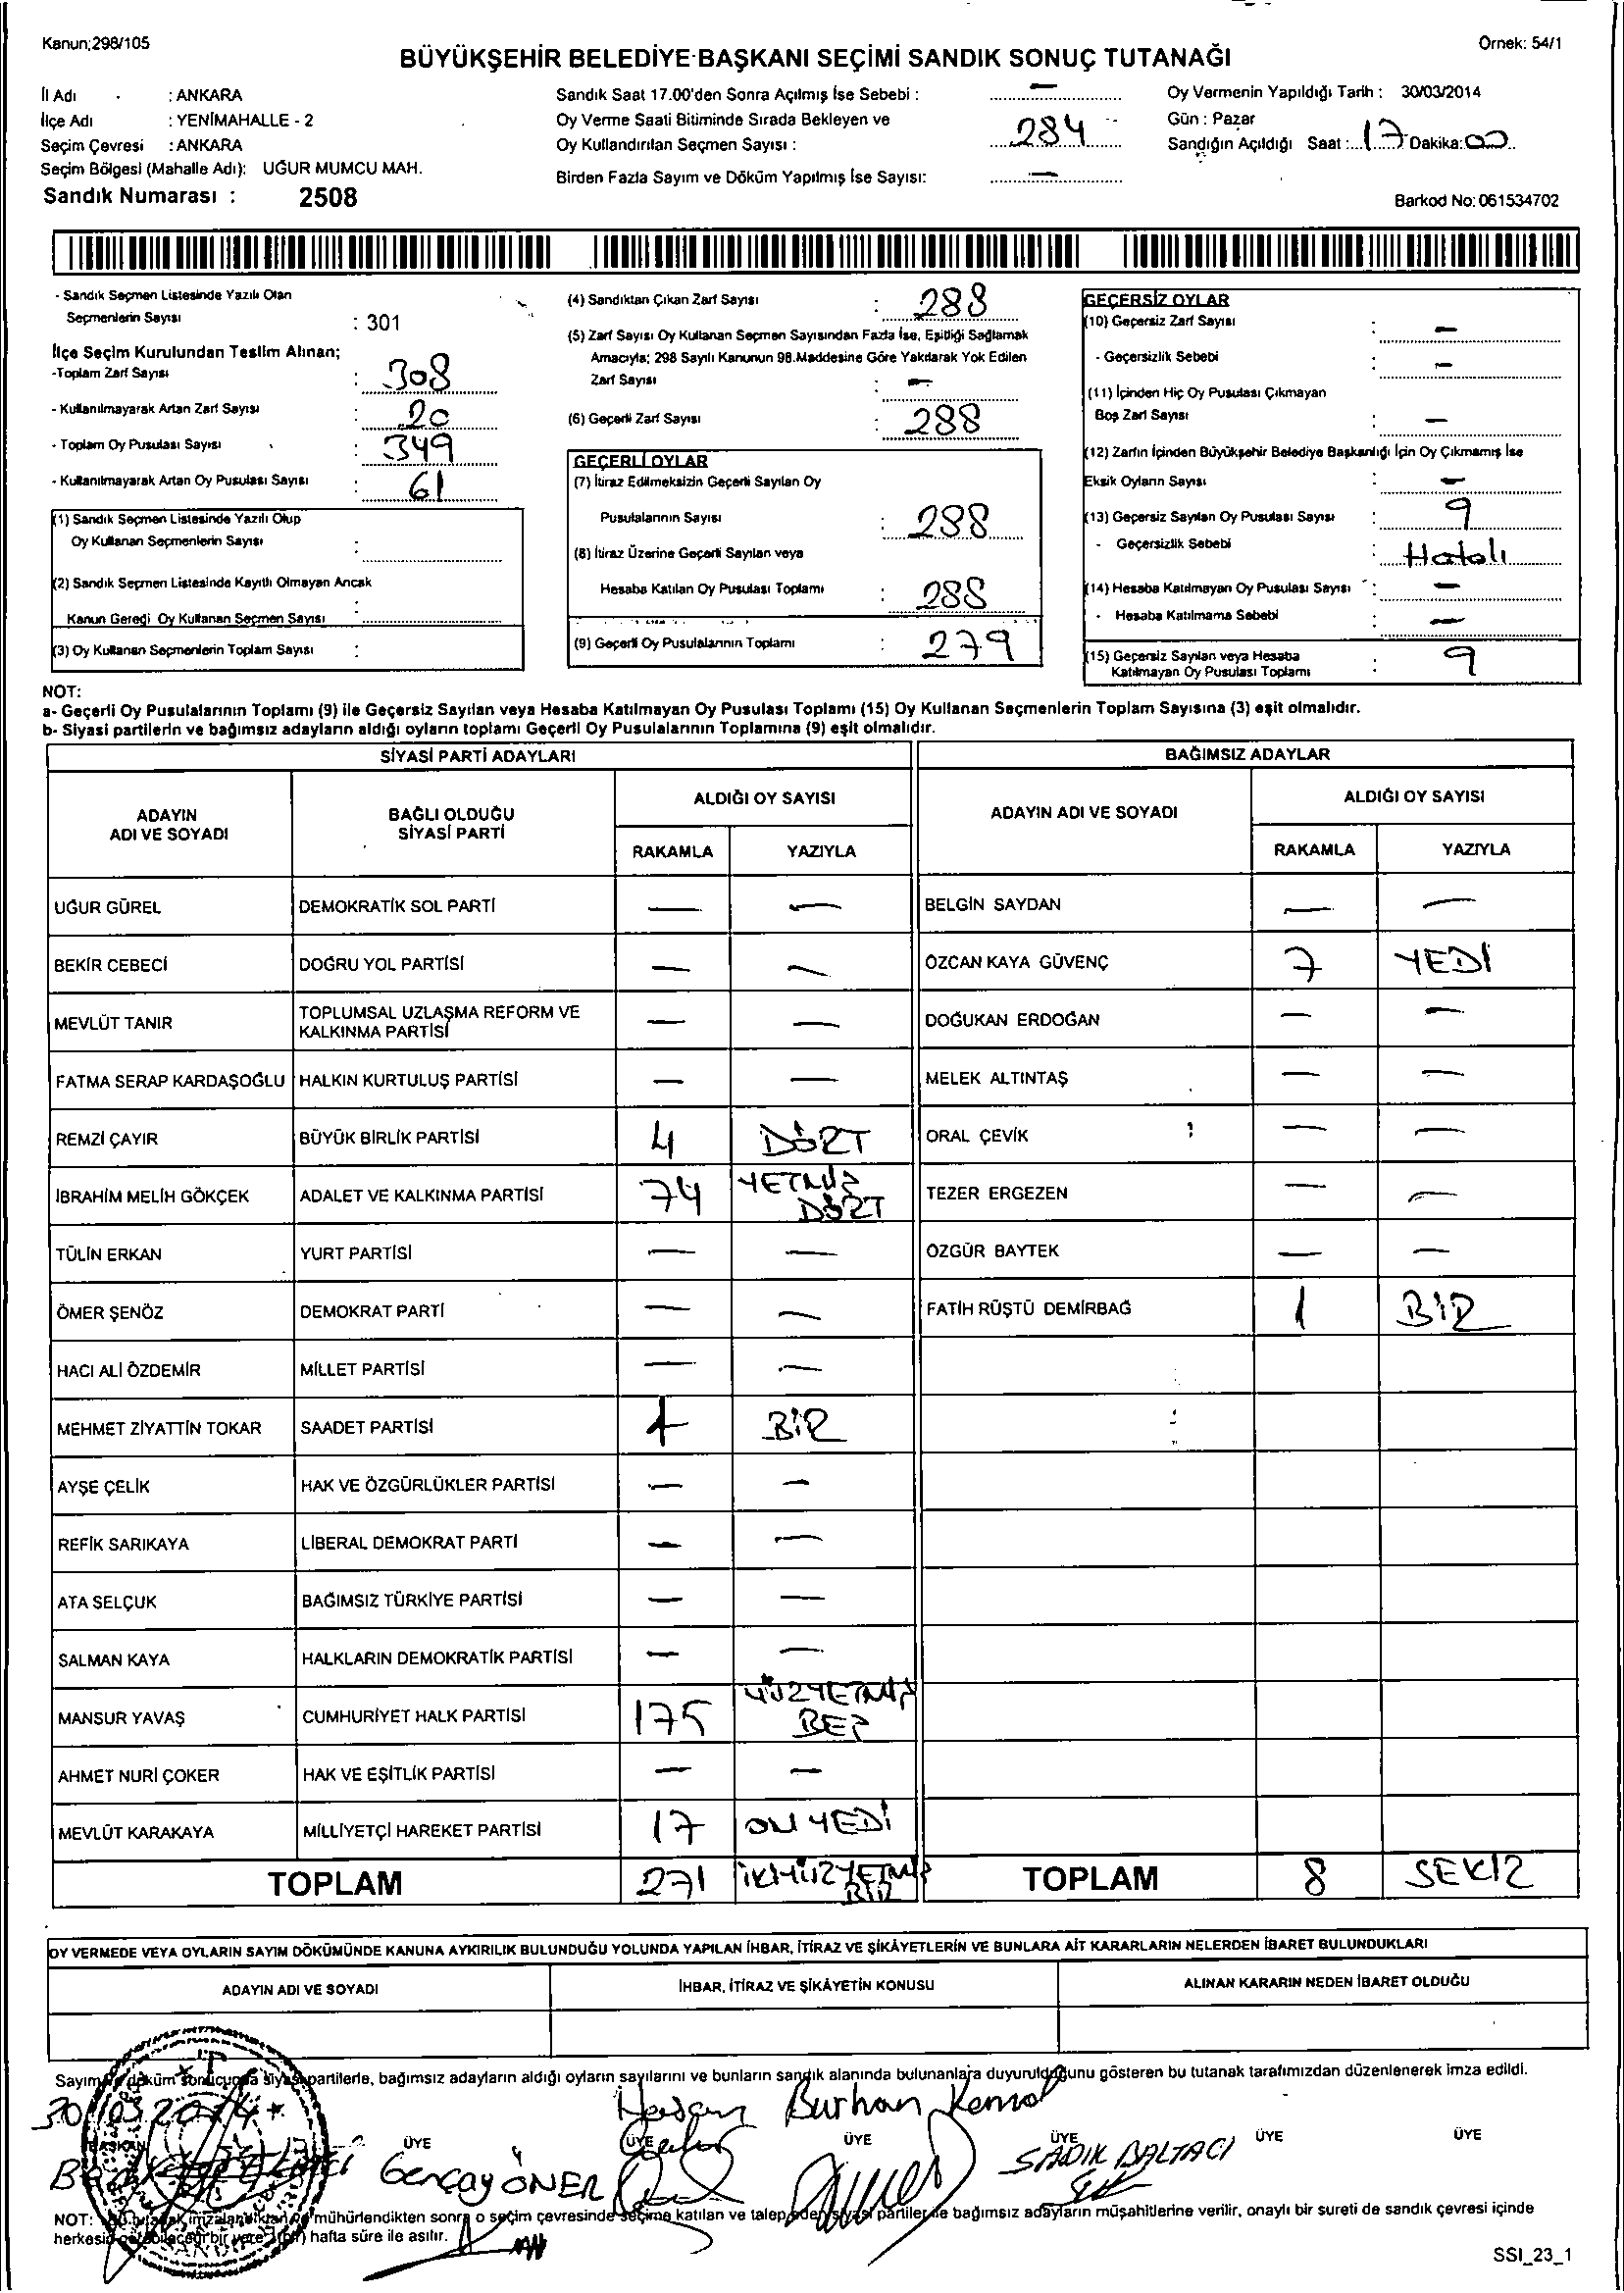 Kanun;298/105
Örnek: 54/1
BÜYÜKŞEHİR BELEDİYE BAŞKANI SEÇİMİ SANDIK SONUÇ TUTANAĞI
İl Adı : ANKARA
İlçe Adı : YENİMAHALLE - 2
Seçim Çevresi : ANKARA
Seçim Bölgesi (Mahalle Adı): UĞUR MUMCU MAH.
Sandık Numarası : 2508
Sandık Saat 17.00'den Sonra Açılmış İse Sebebi : —
Oy Verme Saati Bitiminde Sırada Bekleyen ve
Oy Kullandırılan Seçmen Sayısı : 284
Birden Fazla Sayım ve Döküm Yapılmış İse Sayısı: —
Oy Vermenin Yapıldığı Tarih : 30/03/2014
Gün : Pazar
Sandığın Açıldığı Saat : 17 Dakika: 00
Barkod No: 061534702
- Sandık Seçmen Listesinde Yazılı Olan
Seçmenlerin Sayısı : 301
İlçe Seçim Kurulundan Teslim Alınan;
-Toplam Zarf Sayısı : 308
- Kullanılmayarak Artan Zarf Sayısı : 20
- Toplam Oy Pusulası Sayısı : 349
- Kullanılmayarak Artan Oy Pusulası Sayısı : 61
(1) Sandık Seçmen Listesinde Yazılı Olup
Oy Kullanan Seçmenlerin Sayısı :
(2) Sandık Seçmen Listesinde Kayıtlı Olmayan Ancak
Kanun Gereği Oy Kullanan Seçmen Sayısı :
(3) Oy Kullanan Seçmenlerin Toplam Sayısı :
(4) Sandıktan Çıkan Zarf Sayısı : 288
(5) Zarf Sayısı Oy Kullanan Seçmen Sayısından Fazla İse, Eşitliği Sağlamak
Amacıyla; 298 Sayılı Kanunun 98.Maddesine Göre Yakılarak Yok Edilen
Zarf Sayısı : —
(6) Geçerli Zarf Sayısı : 288
GEÇERLİ OYLAR
(7) İtiraz Edilmeksizin Geçerli Sayılan Oy
Pusulalarının Sayısı : 288
(8) İtiraz Üzerine Geçerli Sayılan veya
Hesaba Katılan Oy Pusulası Toplamı : 288
(9) Geçerli Oy Pusulalarının Toplamı : 279
GEÇERSİZ OYLAR
(10) Geçersiz Zarf Sayısı : —
- Geçersizlik Sebebi : —
(11) İçinden Hiç Oy Pusulası Çıkmayan
Boş Zarf Sayısı : —
(12) Zarfın İçinden Büyükşehir Belediye Başkanlığı İçin Oy Çıkmamış İse
Eksik Oyların Sayısı : —
(13) Geçersiz Sayılan Oy Pusulası Sayısı : 9
- Geçersizlik Sebebi : Hatalı
(14) Hesaba Katılmayan Oy Pusulası Sayısı : —
- Hesaba Katılmama Sebebi : —
(15) Geçersiz Sayılan veya Hesaba
Katılmayan Oy Pusulası Toplamı : 9
NOT:
a- Geçerli Oy Pusulalarının Toplamı (9) ile Geçersiz Sayılan veya Hesaba Katılmayan Oy Pusulası Toplamı (15) Oy Kullanan Seçmenlerin Toplam Sayısına (3) eşit olmalıdır.
b- Siyasi partilerin ve bağımsız adayların aldığı oyların toplamı Geçerli Oy Pusulalarının Toplamına (9) eşit olmalıdır.
SİYASİ PARTİ ADAYLARI
BAĞIMSIZ ADAYLAR
ADAYIN ADI VE SOYADI
BAĞLI OLDUĞU SİYASİ PARTİ
ALDIĞI OY SAYISI
RAKAMLA
YAZIYLA
ADAYIN ADI VE SOYADI
ALDIĞI OY SAYISI
RAKAMLA
YAZIYLA
UĞUR GÜREL DEMOKRATİK SOL PARTİ — — BELGİN SAYDAN — —
BEKİR CEBECİ DOĞRU YOL PARTİSİ — — ÖZCAN KAYA GÜVENÇ 7 YEDİ
MEVLÜT TANIR TOPLUMSAL UZLAŞMA REFORM VE KALKINMA PARTİSİ — — DOĞUKAN ERDOĞAN — —
FATMA SERAP KARDAŞOĞLU HALKIN KURTULUŞ PARTİSİ — — MELEK ALTINTAŞ — —
REMZİ ÇAYIR BÜYÜK BİRLİK PARTİSİ 4 DÖRT ORAL ÇEVİK — —
İBRAHİM MELİH GÖKÇEK ADALET VE KALKINMA PARTİSİ 74 YETMİŞ DÖRT TEZER ERGEZEN — —
TÜLİN ERKAN YURT PARTİSİ — — ÖZGÜR BAYTEK — —
ÖMER ŞENÖZ DEMOKRAT PARTİ — — FATİH RÜŞTÜ DEMİRBAĞ 1 BİR
HACI ALİ ÖZDEMİR MİLLET PARTİSİ — —
MEHMET ZİYATTİN TOKAR SAADET PARTİSİ 1 BİR
AYŞE ÇELİK HAK VE ÖZGÜRLÜKLER PARTİSİ — —
REFİK SARIKAYA LİBERAL DEMOKRAT PARTİ — —
ATA SELÇUK BAĞIMSIZ TÜRKİYE PARTİSİ — —
SALMAN KAYA HALKLARIN DEMOKRATİK PARTİSİ — —
MANSUR YAVAŞ CUMHURİYET HALK PARTİSİ 175 YÜZYETMİŞ BEŞ
AHMET NURİ ÇOKER HAK VE EŞİTLİK PARTİSİ — —
MEVLÜT KARAKAYA MİLLİYETÇİ HAREKET PARTİSİ 17 ON YEDİ
TOPLAM 271 İKİYÜZYETMİŞ BİR TOPLAM 8 SEKİZ
OY VERMEDE VEYA OYLARIN SAYIM DÖKÜMÜNDE KANUNA AYKIRILIK BULUNDUĞU YOLUNDA YAPILAN İHBAR, İTİRAZ VE ŞİKÂYETLERİN VE BUNLARA AİT KARARLARIN NELERDEN İBARET BULUNDUKLARI
ADAYIN ADI VE SOYADI
İHBAR, İTİRAZ VE ŞİKÂYETİN KONUSU
ALINAN KARARIN NEDEN İBARET OLDUĞU
Sayım döküm sonucunda siyasi partilerle, bağımsız adayların aldığı oyların sayılarını ve bunların sandık alanında bulunanlara duyurulduğunu gösteren bu tutanak tarafımızdan düzenlenerek imza edildi.
30/03/2014
Hasan Burhan Kemal
BAŞKAN ÜYE ÜYE ÜYE ÜYE ÜYE ÜYE
Gençay ÖNER
SADIK BALTACI
NOT: mühürlendikten sonra o seçim çevresinde seçime katılan ve talep eden siyasi partiler ile bağımsız adayların müşahitlerine verilir, onaylı bir sureti de sandık çevresi içinde
herkesin görebileceği bir yere (bir) hafta süre ile asılır.
SSI_23_1